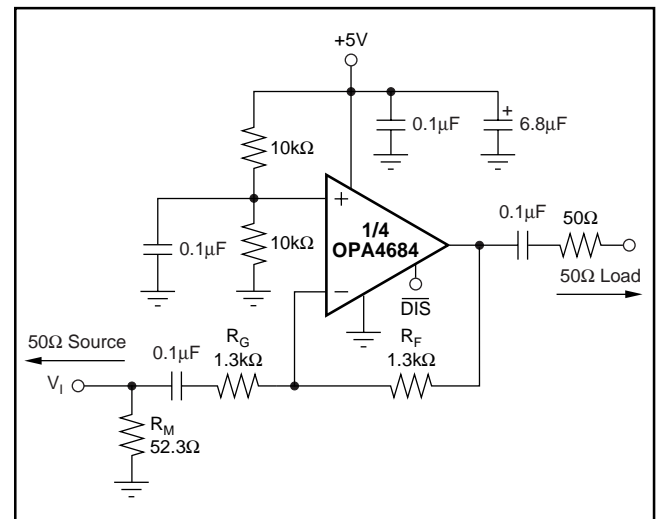 +5V
0.1µF
+
6.8µF
10kΩ
+
0.1µF
10kΩ
1/4
OPA4684
0.1µF
50Ω
50Ω Load
−
DIS
50Ω Source
0.1µF
R_G
1.3kΩ
R_F
1.3kΩ
V_I
R_M
52.3Ω